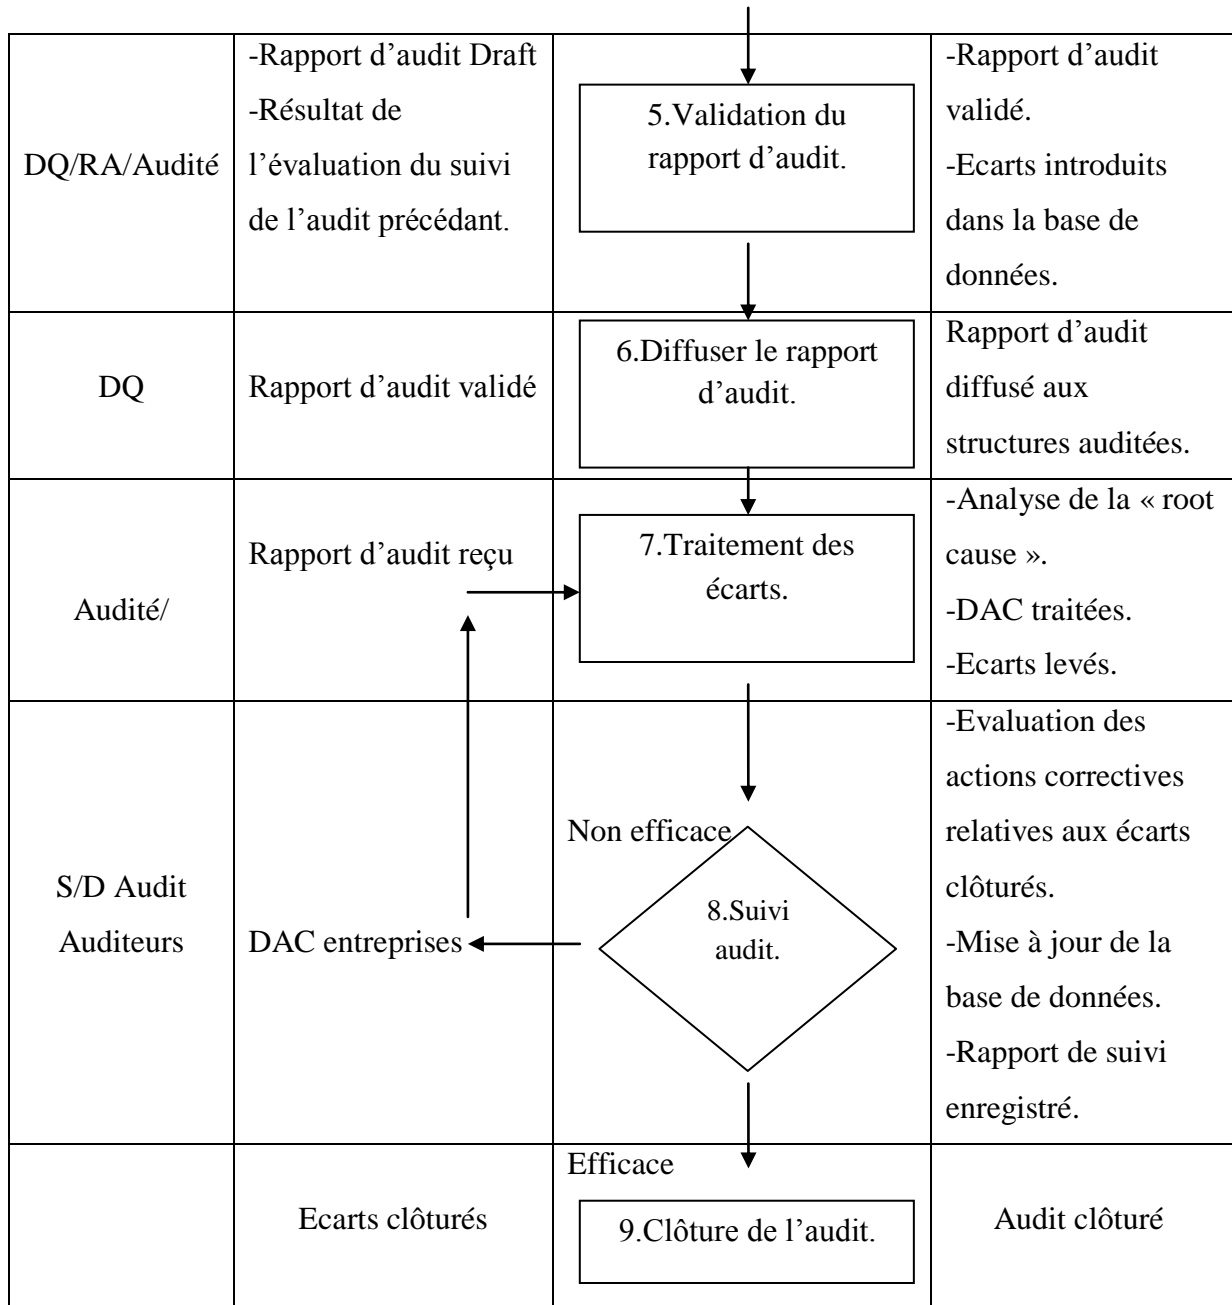 DQ/RA/Audité
-Rapport d’audit Draft
-Résultat de
l’évaluation du suivi
de l’audit précédant.
5.Validation du
rapport d’audit.
-Rapport d’audit
validé.
-Ecarts introduits
dans la base de
données.
DQ
Rapport d’audit validé
6.Diffuser le rapport
d’audit.
Rapport d’audit
diffusé aux
structures auditées.
Audité/
Rapport d’audit reçu
7.Traitement des
écarts.
-Analyse de la « root
cause ».
-DAC traitées.
-Ecarts levés.
S/D Audit
Auditeurs
DAC entreprises
Non efficace
8.Suivi
audit.
-Evaluation des
actions correctives
relatives aux écarts
clôturés.
-Mise à jour de la
base de données.
-Rapport de suivi
enregistré.
Ecarts clôturés
Efficace
9.Clôture de l’audit.
Audit clôturé